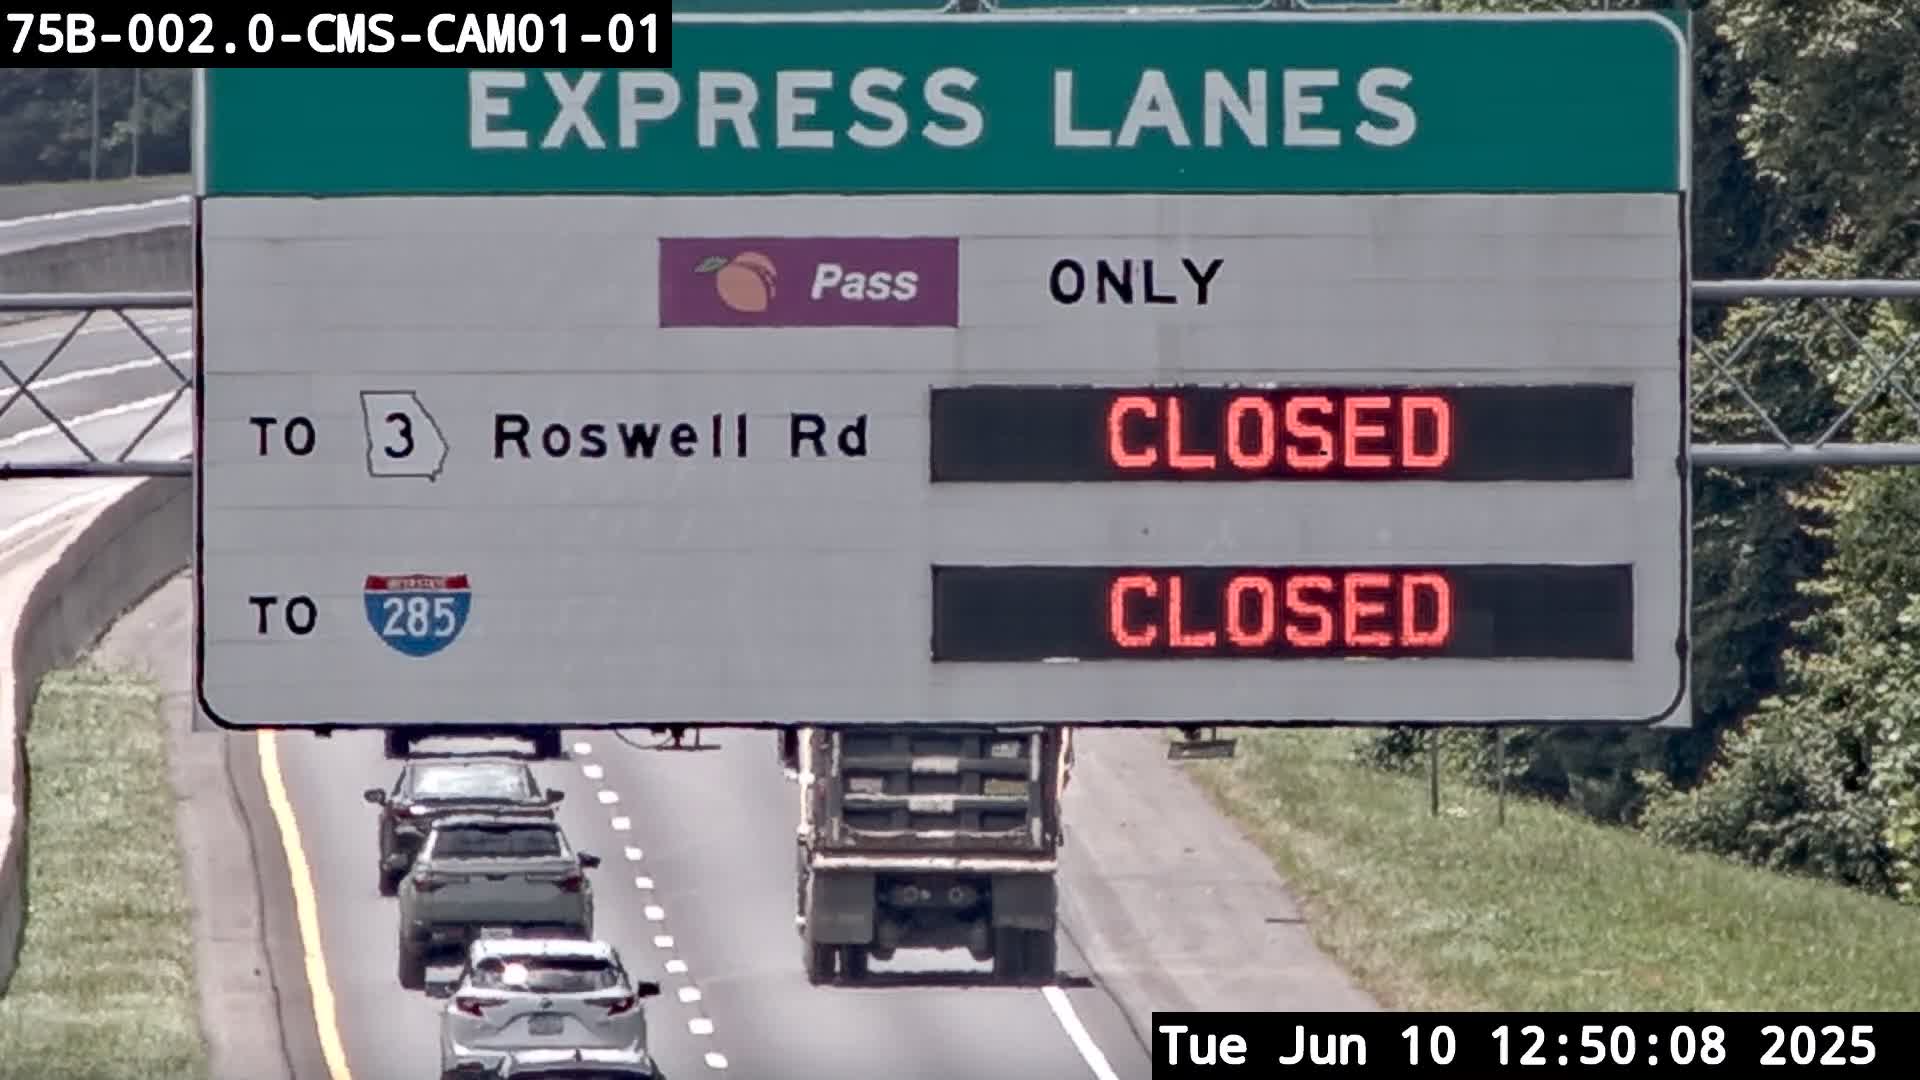 75B-002.0-CMS-CAM01-01
EXPRESS LANES
Pass ONLY
TO 3 Roswell Rd CLOSED
INTERSTATE
TO 285 CLOSED
Tue Jun 10 12:50:08 2025